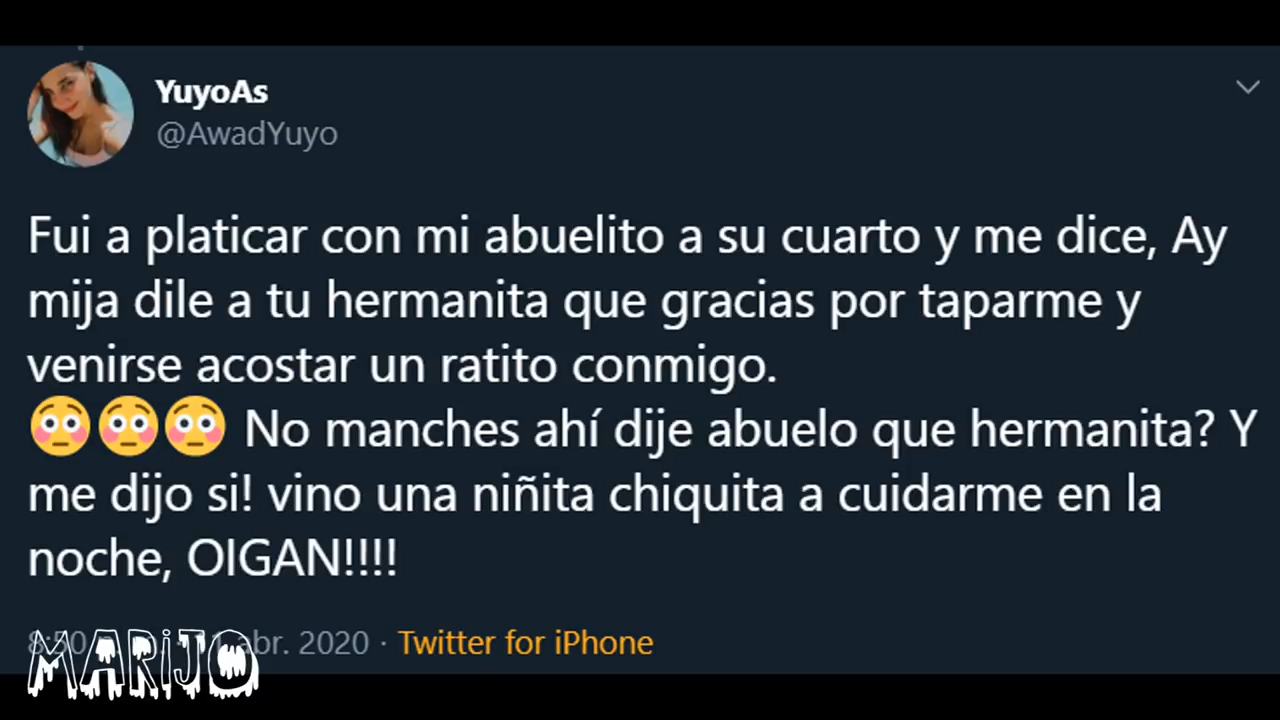 YuyoAs
@AwadYuyo
Fui a platicar con mi abuelito a su cuarto y me dice, Ay
mija dile a tu hermanita que gracias por taparme y
venirse acostar un ratito conmigo.
😳😳😳 No manches ahí dije abuelo que hermanita? Y
me dijo si! vino una niñita chiquita a cuidarme en la
noche, OIGAN!!!!
8:50 abr. 2020 · Twitter for iPhone
MARIJO